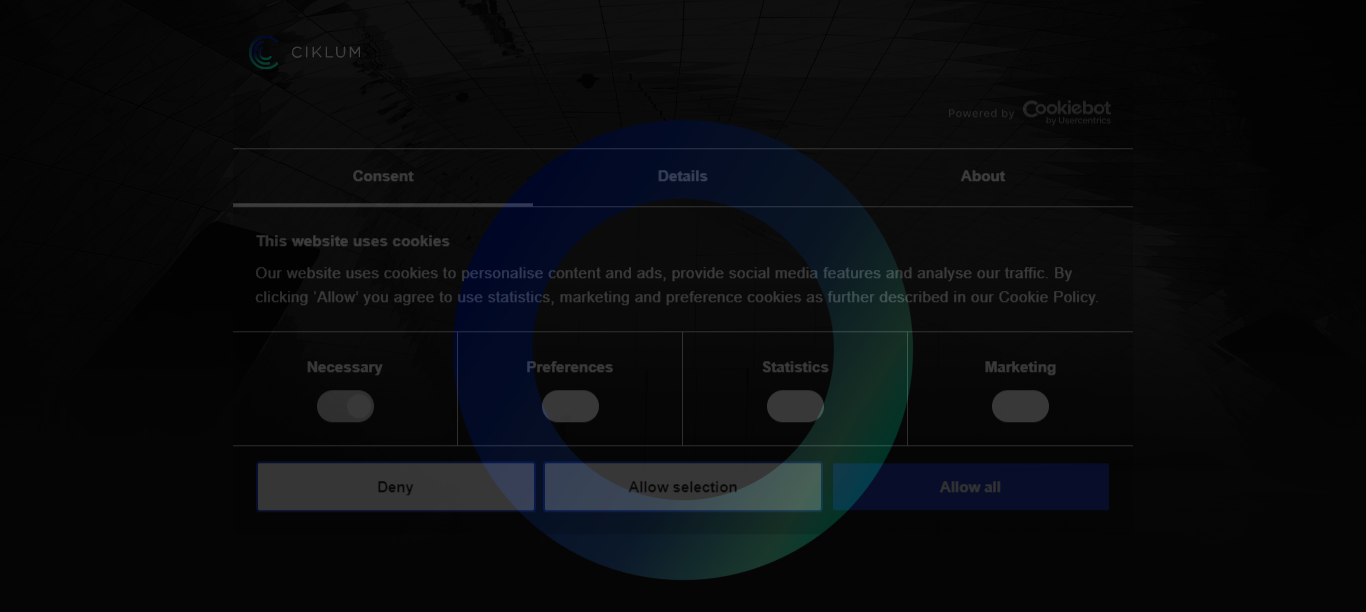 CIKLUM
Powered by Cookiebot
by Usercentrics
Consent Details About
This website uses cookies
Our website uses cookies to personalise content and ads, provide social media features and analyse our traffic. By
clicking 'Allow' you agree to use statistics, marketing and preference cookies as further described in our Cookie Policy.
Necessary Preferences Statistics Marketing
Deny Allow selection Allow all